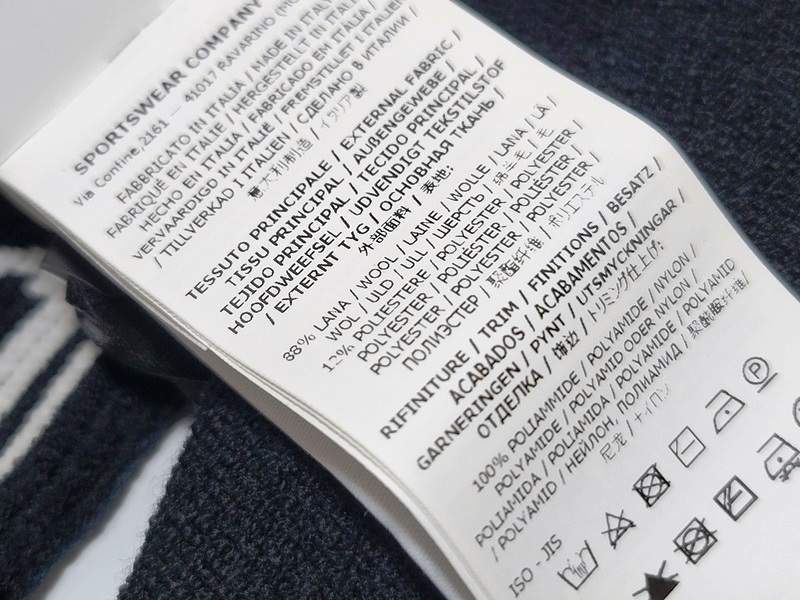 SPORTSWEAR COMPANY
Via Confine,2161 — 41017 RAVARINO
FABBRICATO IN ITALIA / MADE IN ITALY
FABRIQUÉ EN ITALIE / HERGESTELLT IN
HECHO EN ITALIA / FABRICADO EM ITALIA /
VERVAARDIGD IN ITALIË / FREMSTILLET I ITALIEN
/ TILLVERKAD I ITALIEN / СДЕЛАНО В ИТАЛИИ /
意大利制造 / イタリア製
TESSUTO PRINCIPALE / EXTERNAL FABRIC /
TISSU PRINCIPAL / AUßENGEWEBE /
TEJIDO PRINCIPAL / TECIDO PRINCIPAL /
HOOFDWEEFSEL / UDVENDIGT TEKSTILSTOF
/ EXTERNT TYG / ОСНОВНАЯ ТКАНЬ /
外部面料 / 表地:
88% LANA / WOOL / LAINE / WOLLE / LANA / LÃ /
WOL / ULD / ULL / ШЕРСТЬ / 绵羊毛 / 毛
12% POLIESTERE / POLYESTER / POLYESTER /
POLYESTER / POLIÉSTER / POLIÉSTER /
POLYESTER / POLYESTER / POLYESTER /
ПОЛИЭСТЕР / 聚酯纤维 / ポリエステル
RIFINITURE / TRIM / FINITIONS / BESATZ /
ACABADOS / ACABAMENTOS /
GARNERINGEN / PYNT / UTSMYCKNINGAR /
ОТДЕЛКА / 饰边 / トリミング仕上げ:
100% POLIAMMIDE / POLYAMIDE / NYLON /
POLYAMIDE / POLYAMID ODER NYLON /
POLIAMIDA / POLIAMIDA / POLYAMIDE / POLYAMID
/ POLYAMID / НЕЙЛОН, ПОЛИАМИД / 聚酰胺纤维/
尼龙 / ナイロン
ISO - JIS